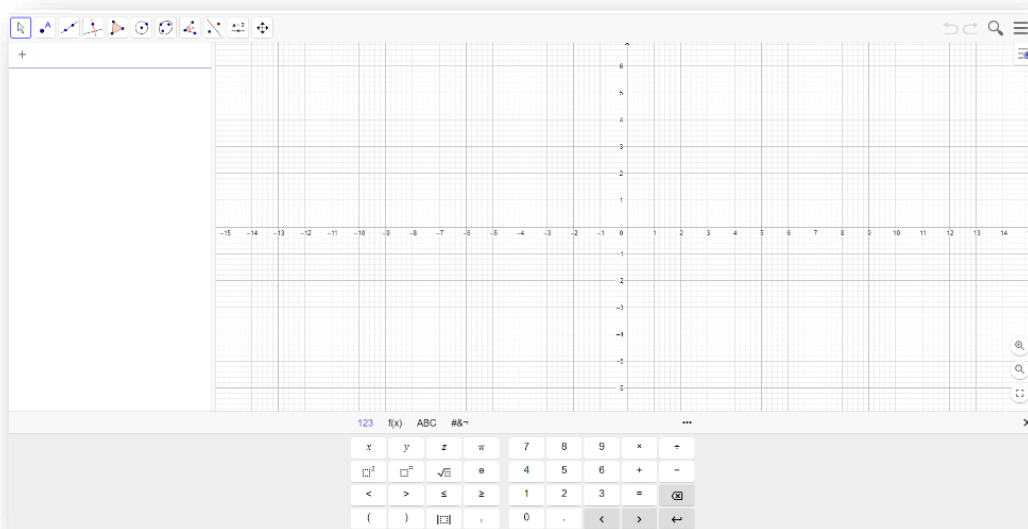 A
a=2
+
6
5
4
3
2
1
−15 −14 −13 −12 −11 −10 −9 −8 −7 −6 −5 −4 −3 −2 −1 0 1 2 3 4 5 6 7 8 9 10 11 12 13 14
−1
−2
−3
−4
−5
−6
123 f(x) ABC #&¬ •••
x y z π 7 8 9 × ÷
□² □ⁿ √□ e 4 5 6 + −
< > ≤ ≥ 1 2 3 =
( ) |□| , 0 . < >